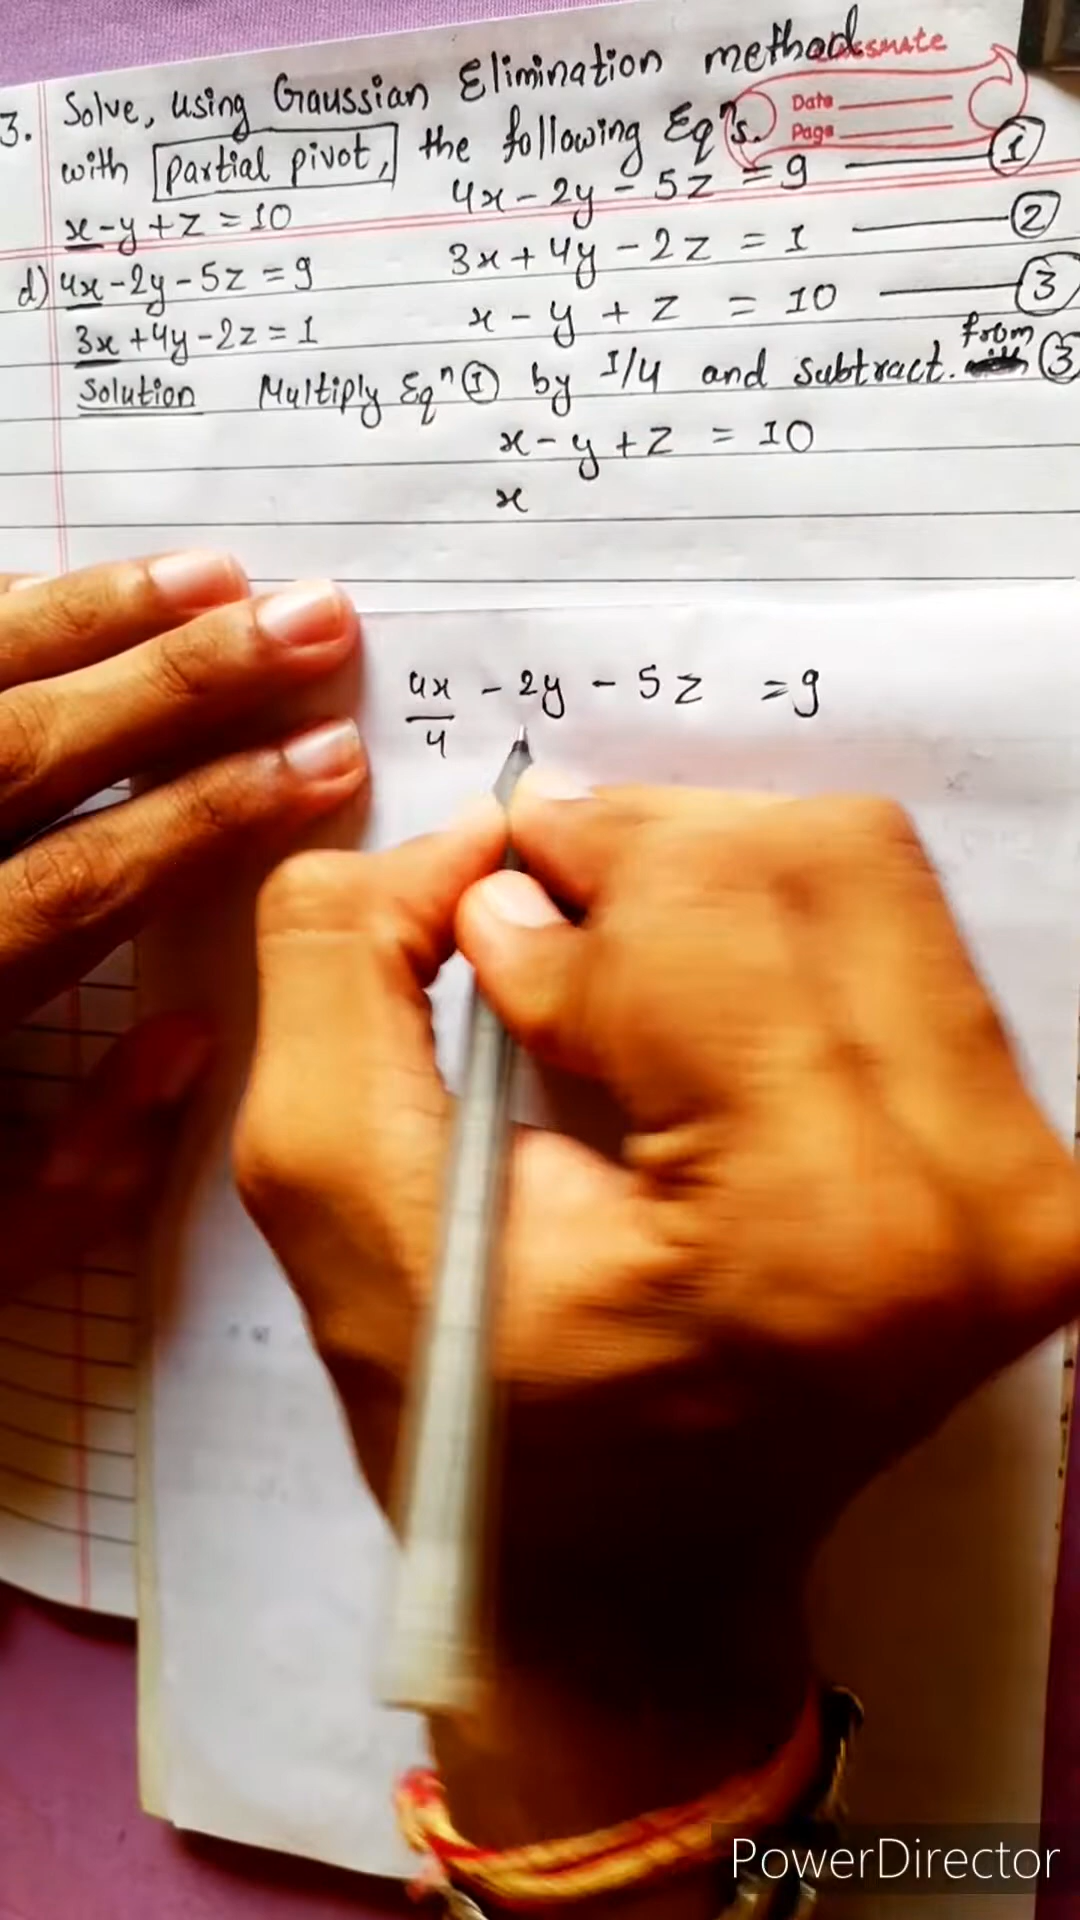 classmate
Date
Page
3. Solve, using Gaussian Elimination method
with partial pivot, the following Eqns.
x-y+z=10
d) 4x-2y-5z=9
3x+4y-2z=1
4x-2y-5z=9 ①
3x+4y-2z=1 ②
x-y+z=10 ③
Solution Multiply Eqn ① by 1/4 and subtract. from ③
x-y+z=10
x
4x/4 -2y-5z=9
PowerDirector